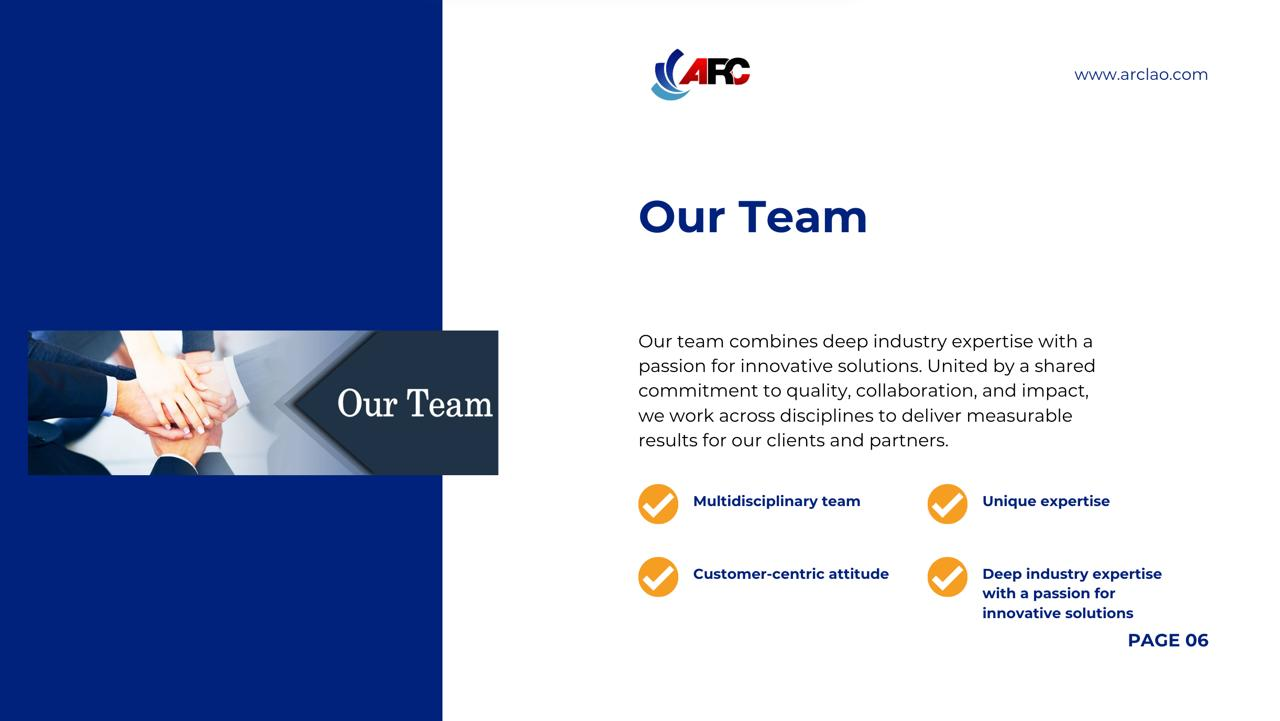 ARC
www.arclao.com
Our Team
Our Team
Our team combines deep industry expertise with a
passion for innovative solutions. United by a shared
commitment to quality, collaboration, and impact,
we work across disciplines to deliver measurable
results for our clients and partners.
Multidisciplinary team
Unique expertise
Customer-centric attitude
Deep industry expertise
with a passion for
innovative solutions
PAGE 06